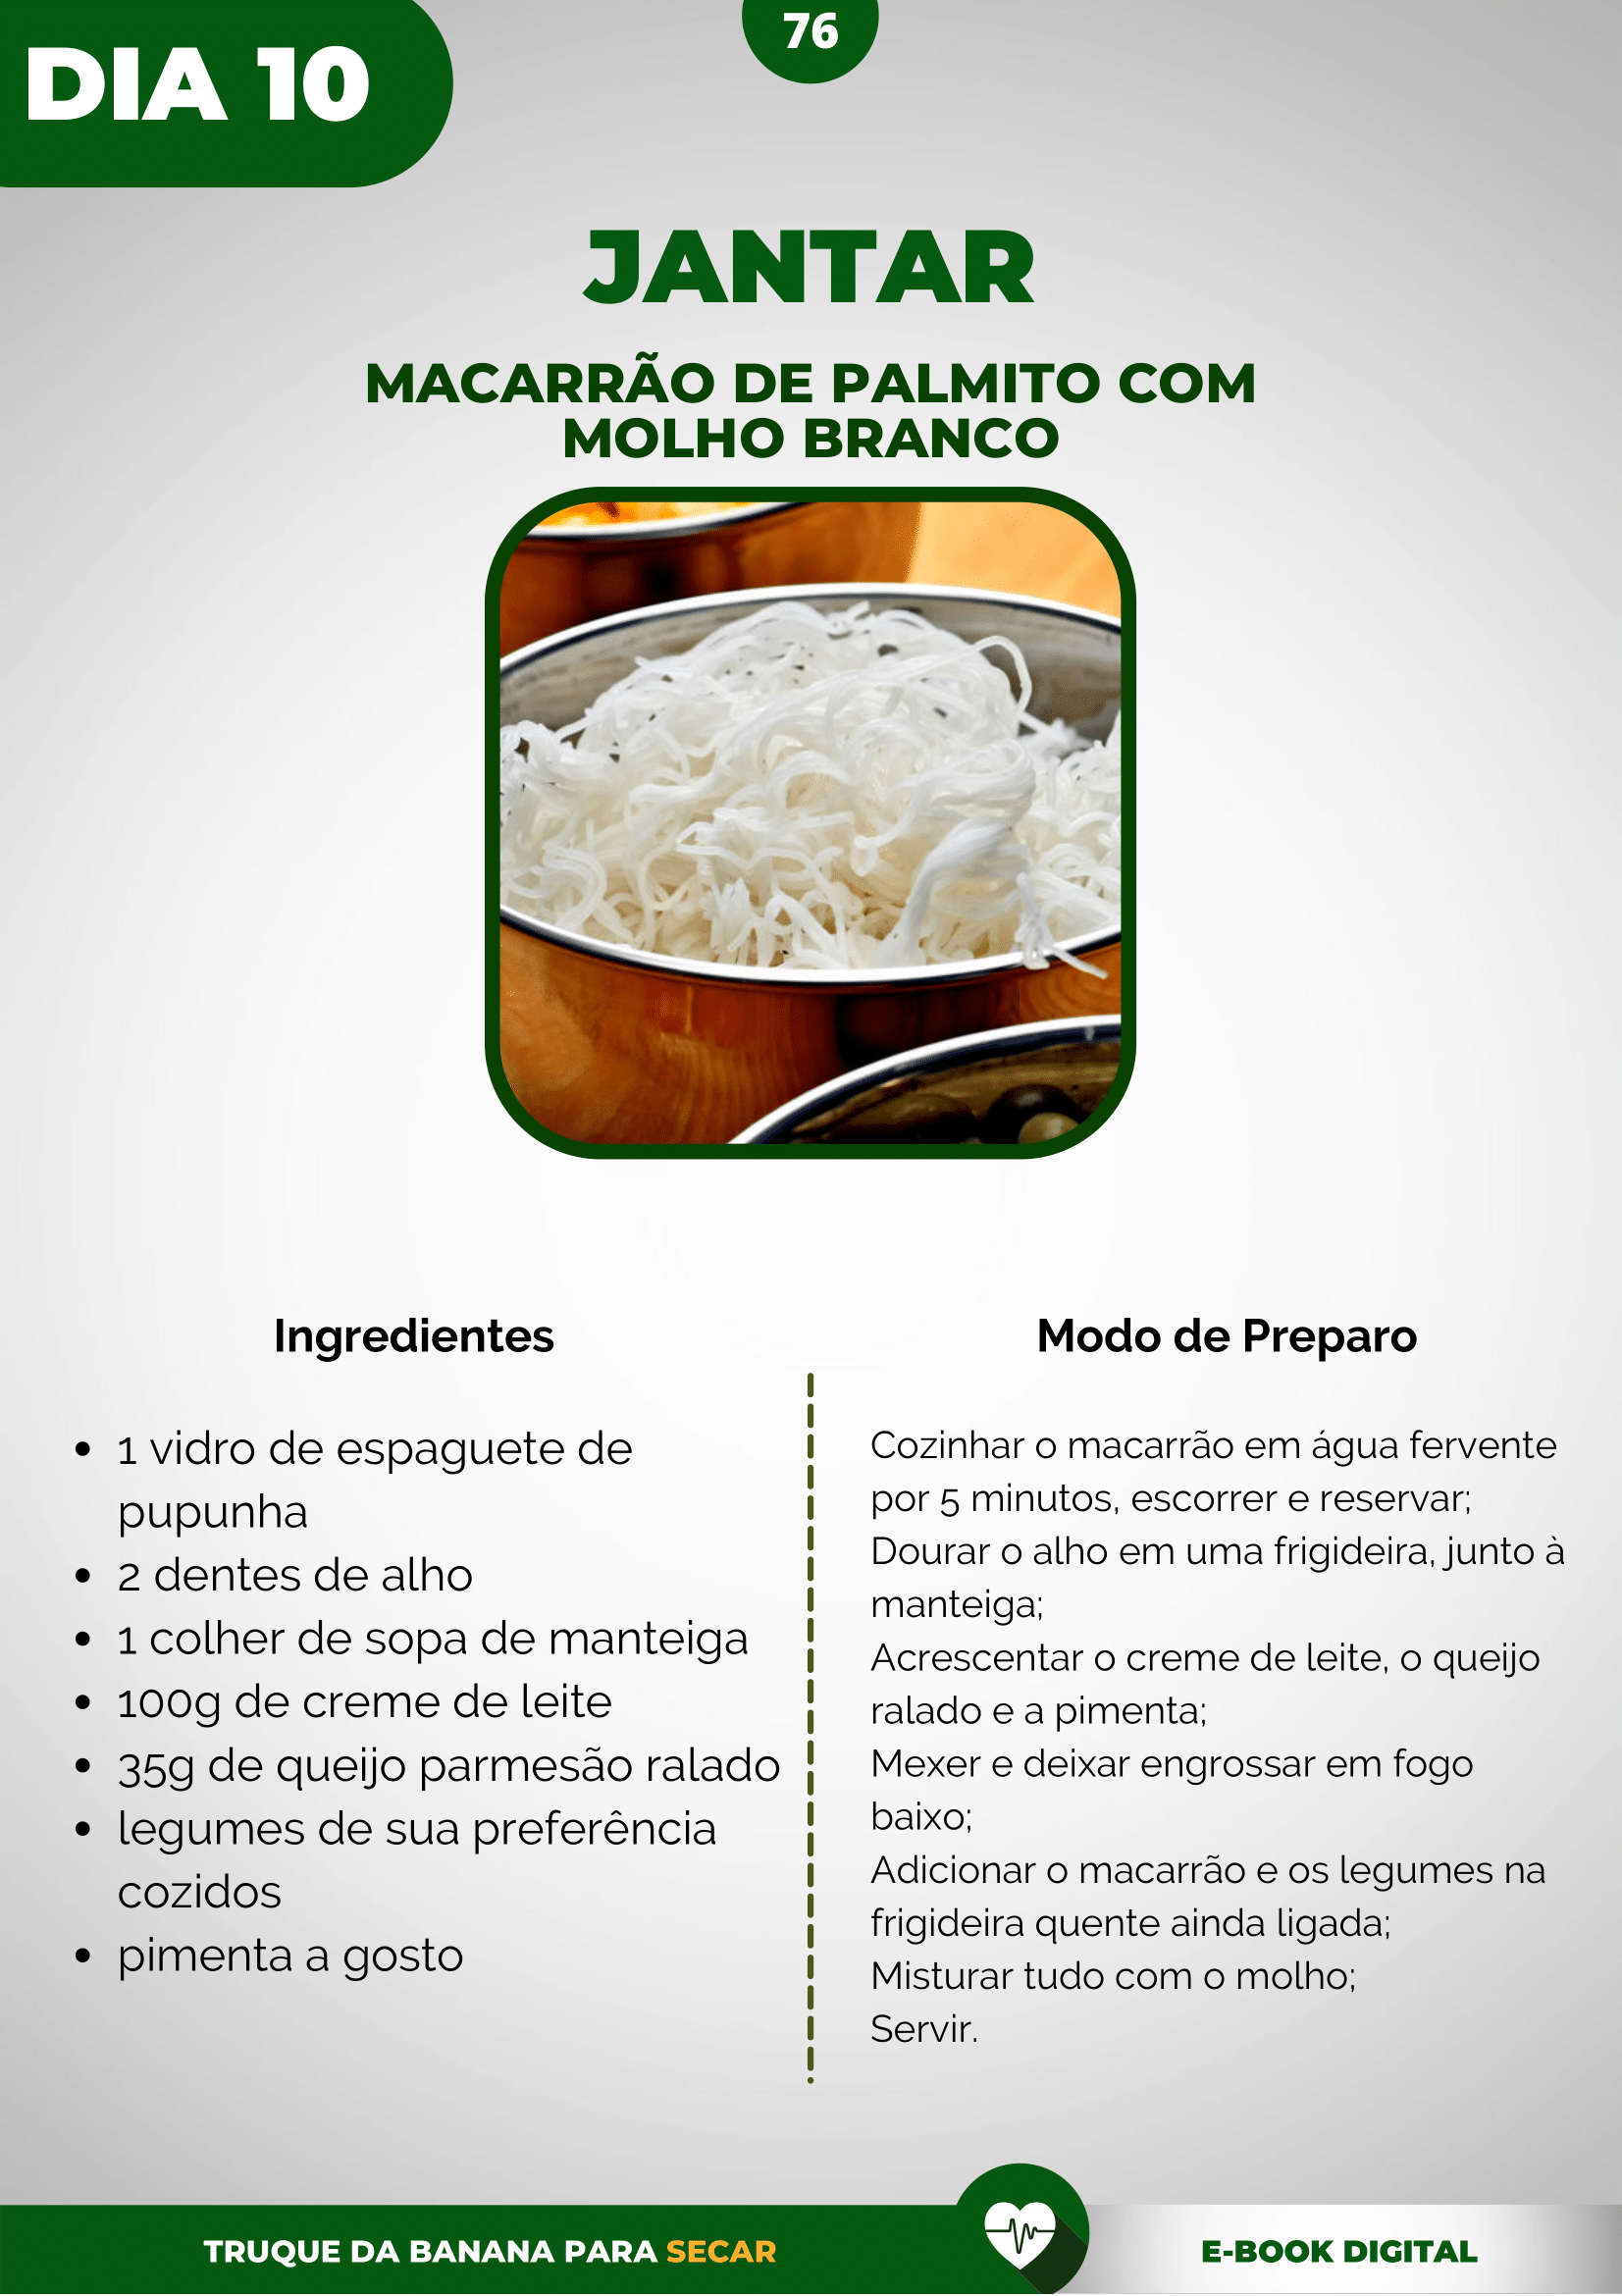 DIA 10
76
JANTAR
MACARRÃO DE PALMITO COM
MOLHO BRANCO
Ingredientes
• 1 vidro de espaguete de
pupunha
• 2 dentes de alho
• 1 colher de sopa de manteiga
• 100g de creme de leite
• 35g de queijo parmesão ralado
• legumes de sua preferência
cozidos
• pimenta a gosto
Modo de Preparo
Cozinhar o macarrão em água fervente
por 5 minutos, escorrer e reservar;
Dourar o alho em uma frigideira, junto à
manteiga;
Acrescentar o creme de leite, o queijo
ralado e a pimenta;
Mexer e deixar engrossar em fogo
baixo;
Adicionar o macarrão e os legumes na
frigideira quente ainda ligada;
Misturar tudo com o molho;
Servir.
TRUQUE DA BANANA PARA SECAR
E-BOOK DIGITAL